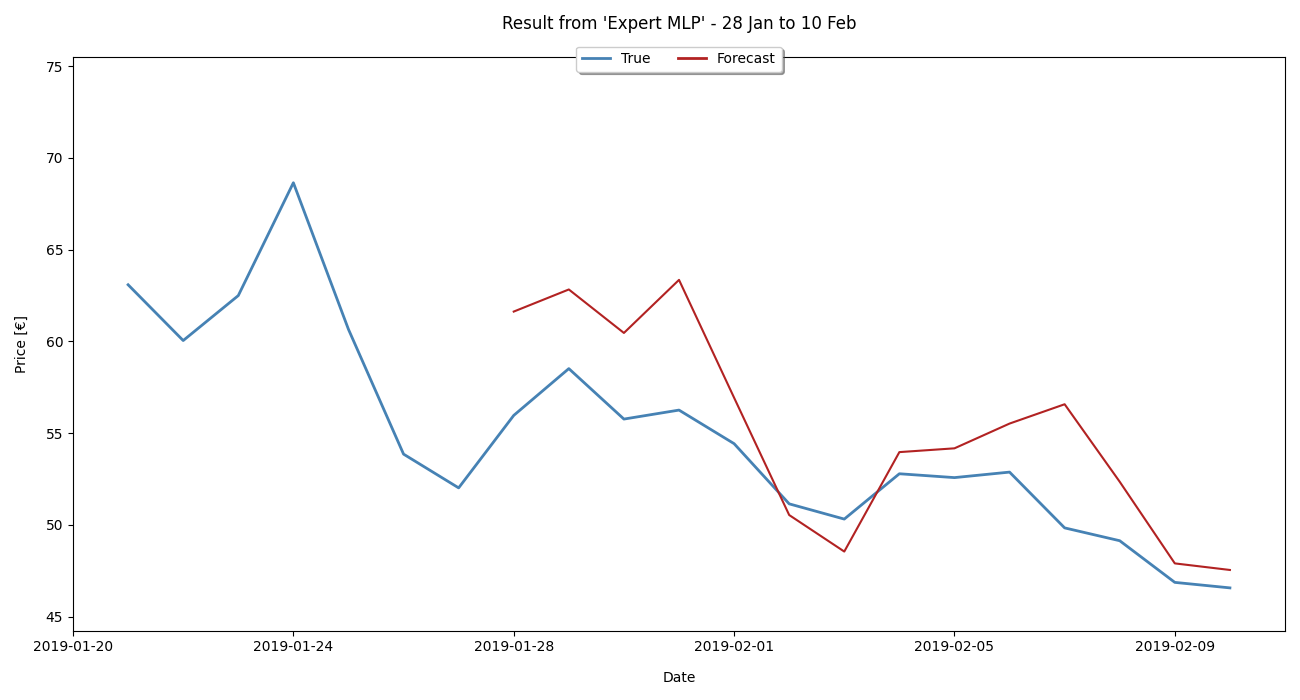 Result from 'Expert MLP' - 28 Jan to 10 Feb
True Forecast
75
70
65
60
55
50
45
Price [€]
2019-01-20 2019-01-24 2019-01-28 2019-02-01 2019-02-05 2019-02-09
Date